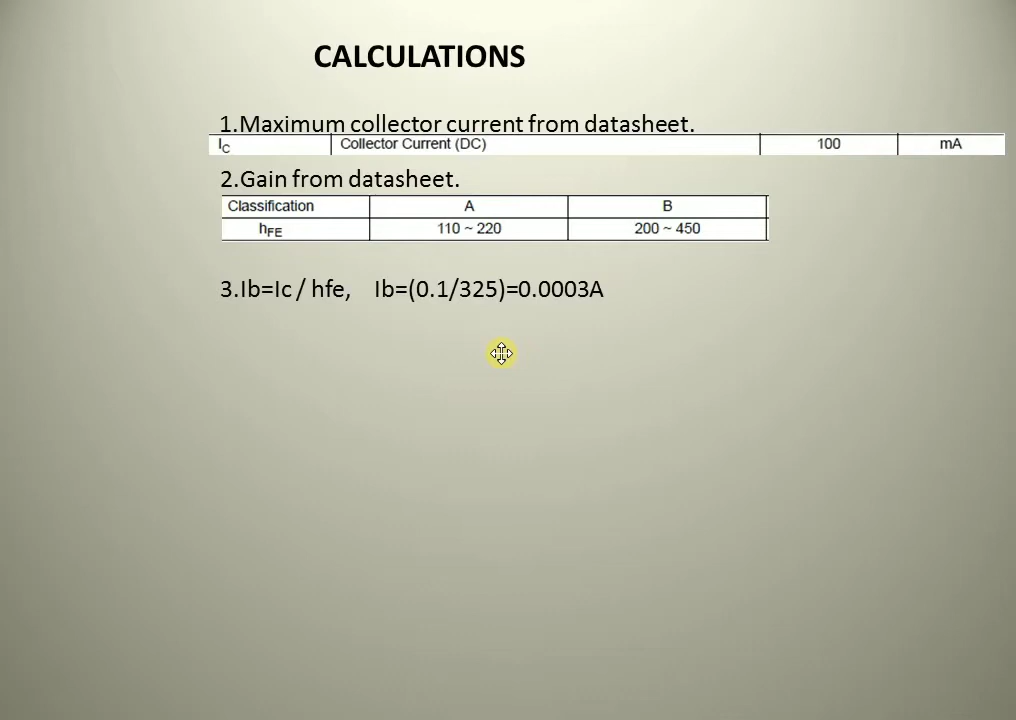 CALCULATIONS
1.Maximum collector current from datasheet.
IC Collector Current (DC) 100 mA
2.Gain from datasheet.
Classification A B
hFE 110 ~ 220 200 ~ 450
3.Ib=Ic / hfe, Ib=(0.1/325)=0.0003A